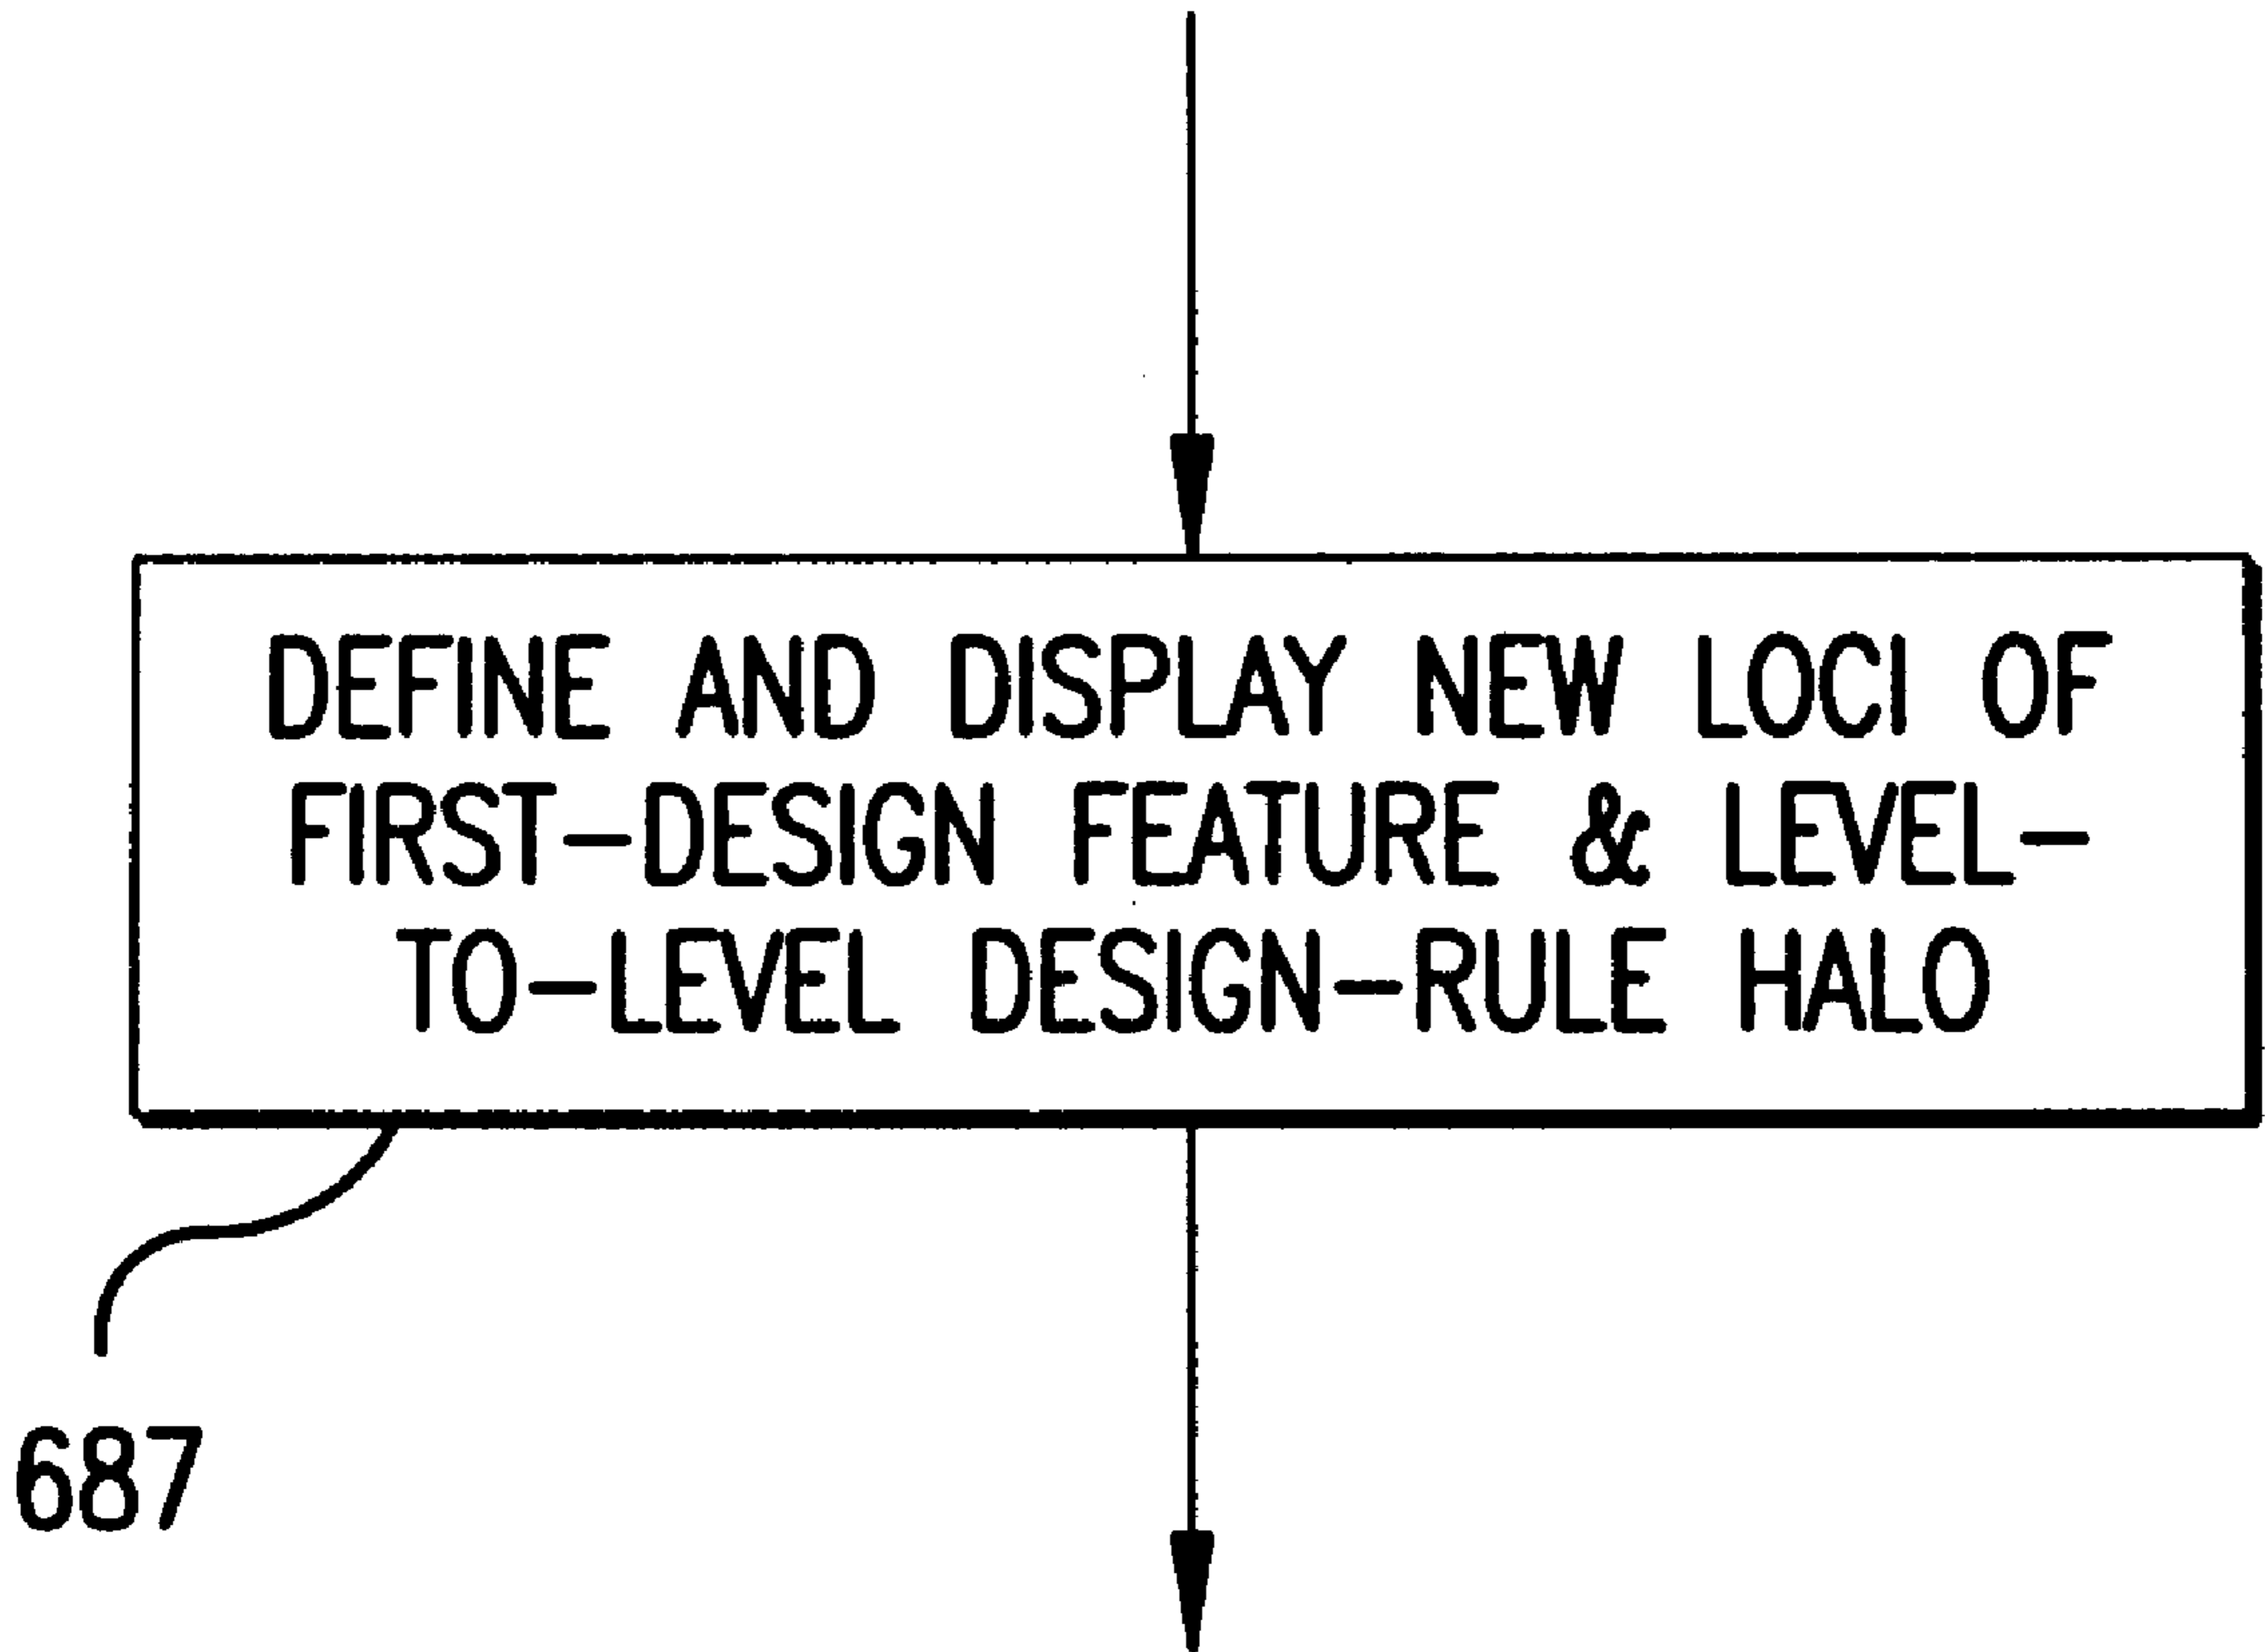 DEFINE AND DISPLAY NEW LOCI OF
FIRST-DESIGN FEATURE & LEVEL-
TO-LEVEL DESIGN-RULE HALO
687